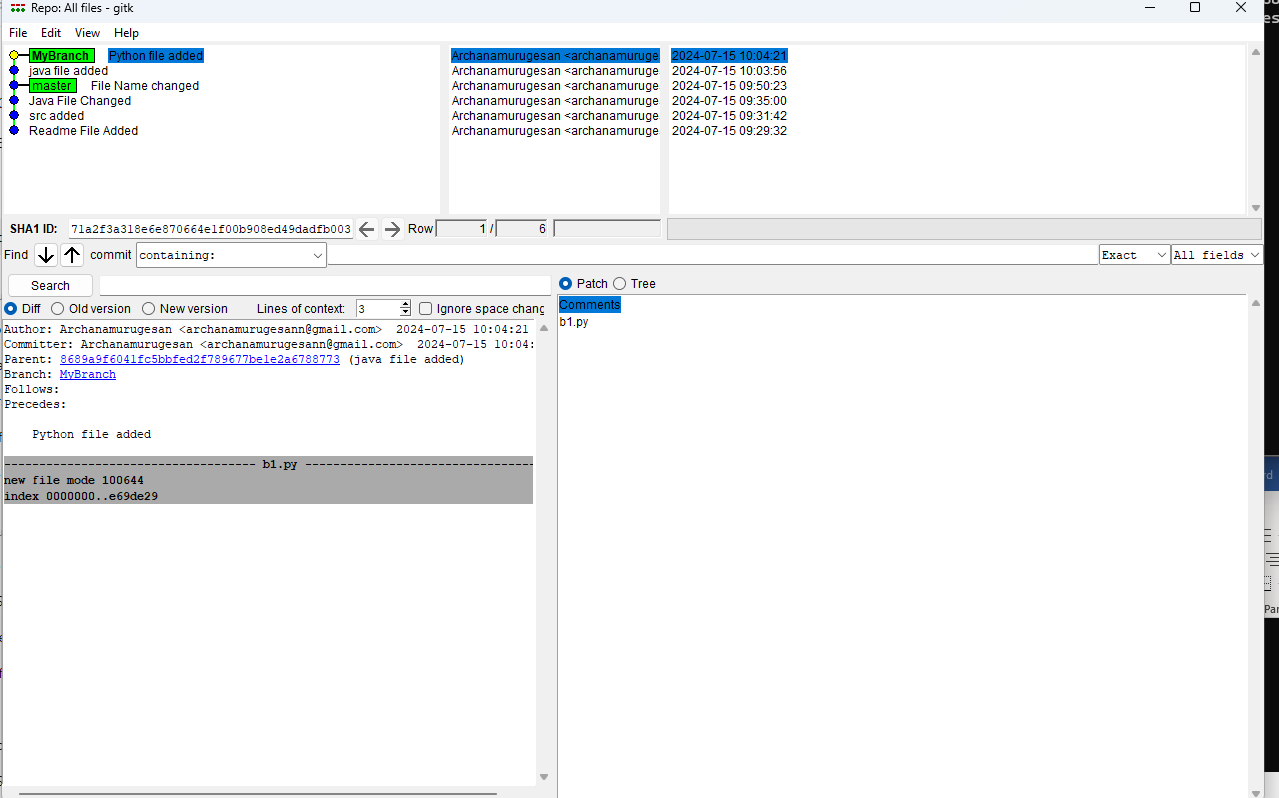 Repo: All files - gitk
File Edit View Help
MyBranch Python file added Archanamurugesan <archanamuruge 2024-07-15 10:04:21
java file added Archanamurugesan <archanamuruge 2024-07-15 10:03:56
master File Name changed Archanamurugesan <archanamuruge 2024-07-15 09:50:23
Java File Changed Archanamurugesan <archanamuruge 2024-07-15 09:35:00
src added Archanamurugesan <archanamuruge 2024-07-15 09:31:42
Readme File Added Archanamurugesan <archanamuruge 2024-07-15 09:29:32
SHA1 ID: 71a2f3a318e6e870664e1f00b908ed49dadfb003 Row 1 / 6
Find commit containing: Exact All fields
Search
Diff Old version New version Lines of context: 3 Ignore space chang
Author: Archanamurugesan <archanamurugesann@gmail.com> 2024-07-15 10:04:21
Committer: Archanamurugesan <archanamurugesann@gmail.com> 2024-07-15 10:04:
Parent: 8689a9f6041fc5bbfed2f789677be1e2a6788773 (java file added)
Branch: MyBranch
Follows:
Precedes:
Python file added
---------------------------------- b1.py ----------------------------------
new file mode 100644
index 0000000..e69de29
Patch Tree
Comments
b1.py
rd
Par